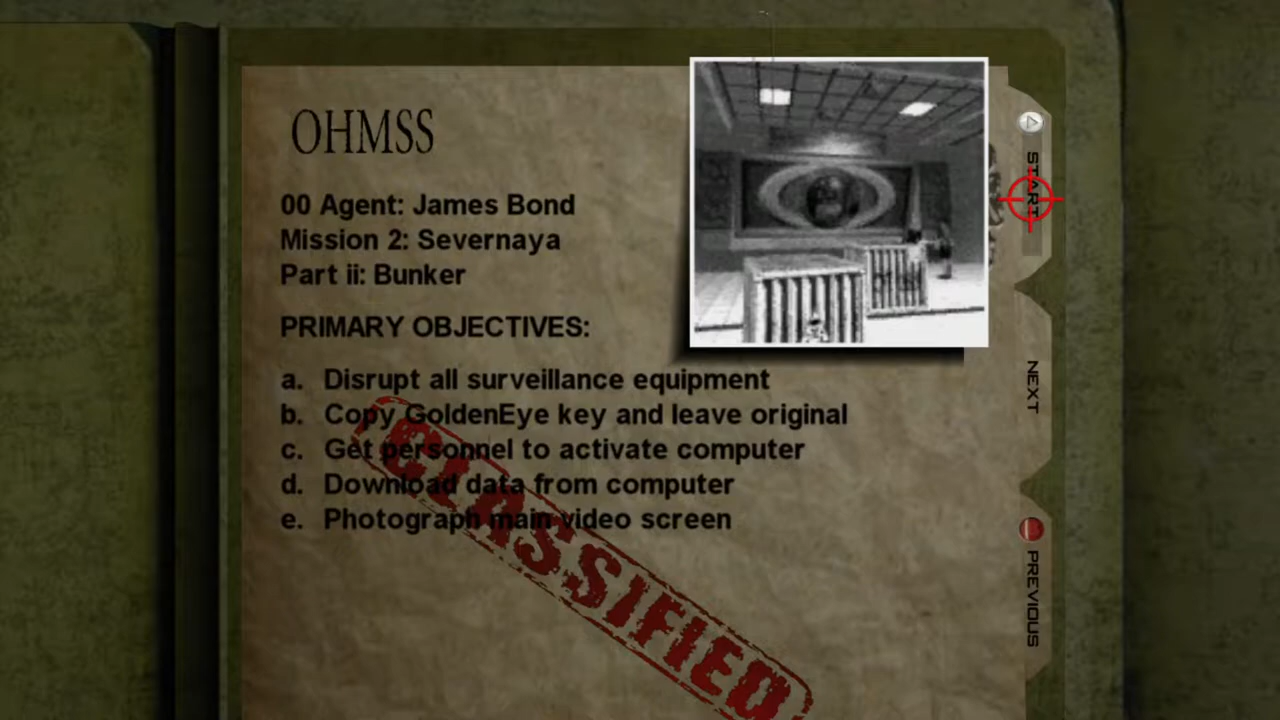 OHMSS
00 Agent: James Bond
Mission 2: Severnaya
Part ii: Bunker
PRIMARY OBJECTIVES:
a. Disrupt all surveillance equipment
b. Copy GoldenEye key and leave original
c. Get personnel to activate computer
d. Download data from computer
e. Photograph main video screen
CLASSIFIED
START
NEXT
PREVIOUS